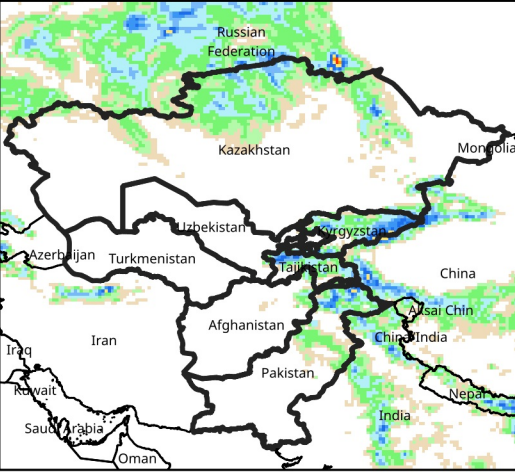 Russian
Federation
Kazakhstan
Mongolia
Uzbekistan
Kyrgyzstan
Azerbaijan
Turkmenistan
Tajikistan
China
Aksai Chin
Afghanistan
Iran
China/India
Iraq
Pakistan
Kuwait
Nepal
India
Saudi Arabia
Oman